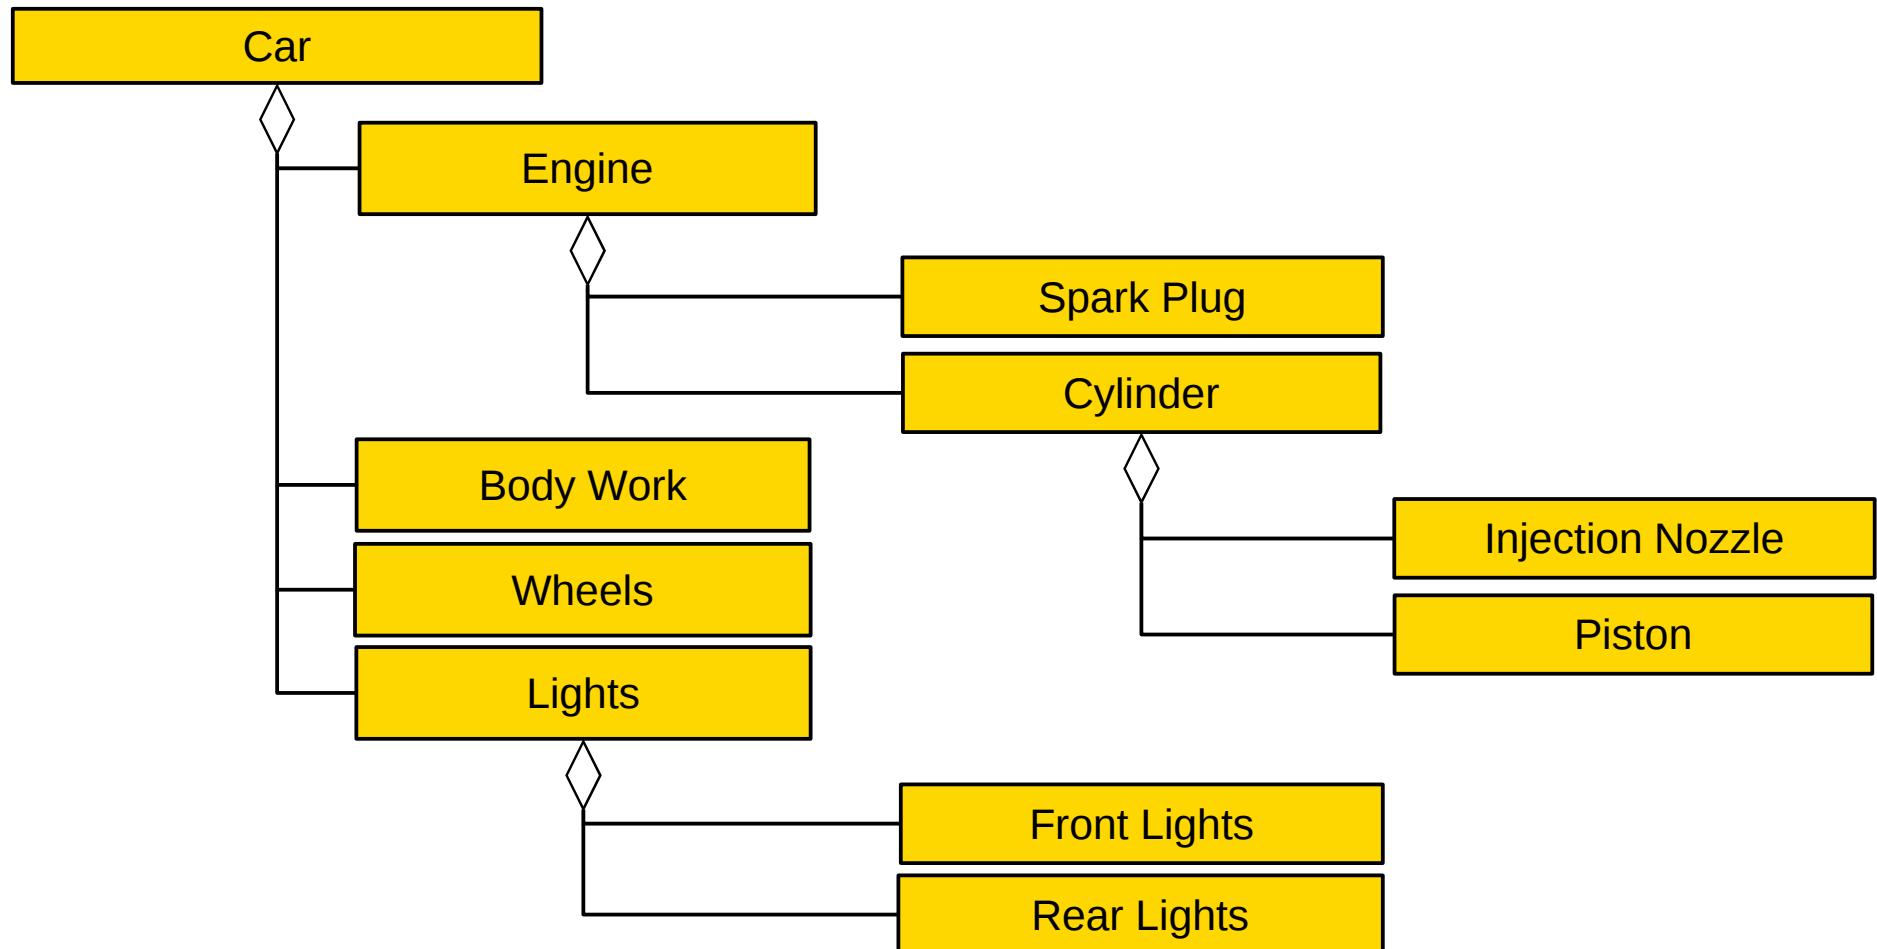 Car
Engine
Spark Plug
Cylinder
Body Work
Injection Nozzle
Wheels
Piston
Lights
Front Lights
Rear Lights